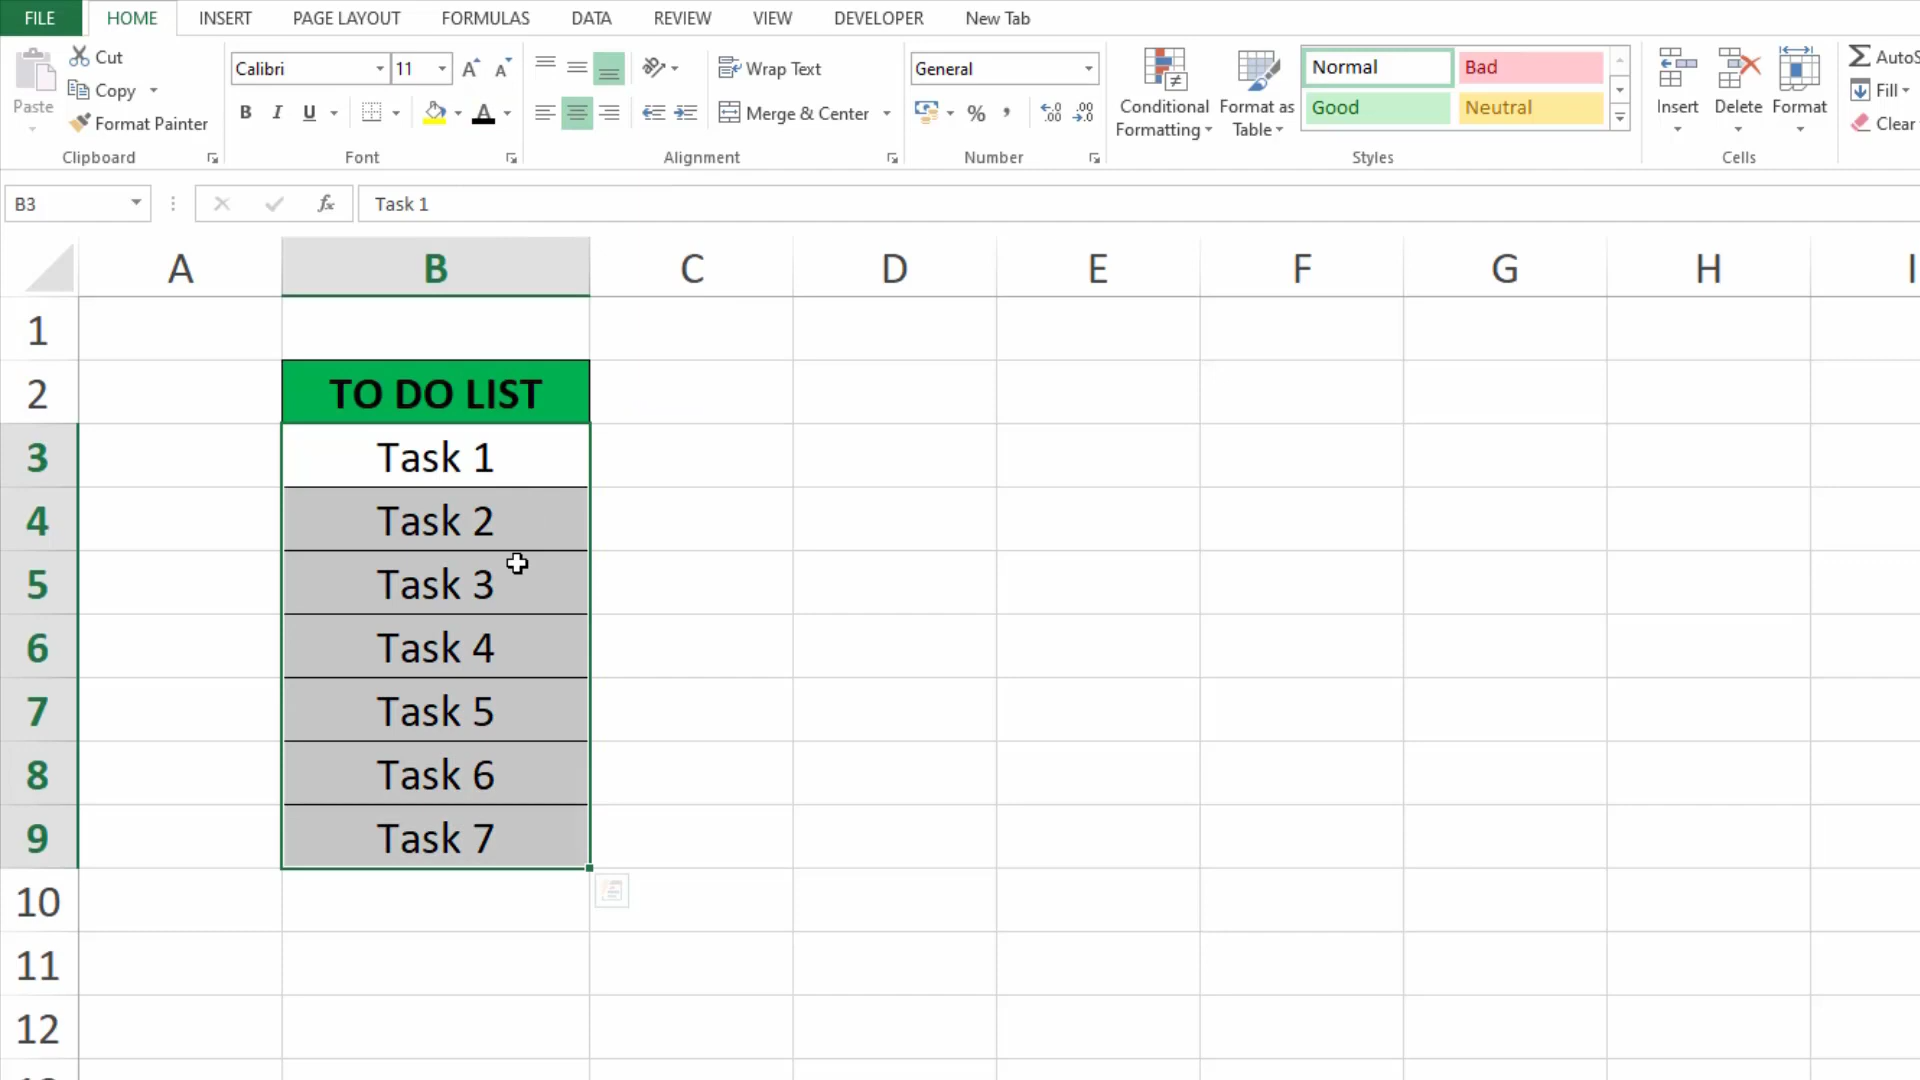 FILE HOME INSERT PAGE LAYOUT FORMULAS DATA REVIEW VIEW DEVELOPER New Tab
Paste
Cut
Copy
Format Painter
Clipboard
Calibri 11
B I U A
Font
Wrap Text
Merge & Center
Alignment
General
% , .00
Number
Conditional
Formatting
Format as
Table
Normal Bad
Good Neutral
Styles
Insert Delete Format
Cells
AutoS
Fill
Clear
B3 fx Task 1
A B C D E F G H I
1
2 TO DO LIST
3 Task 1
4 Task 2
5 Task 3
6 Task 4
7 Task 5
8 Task 6
9 Task 7
10
11
12